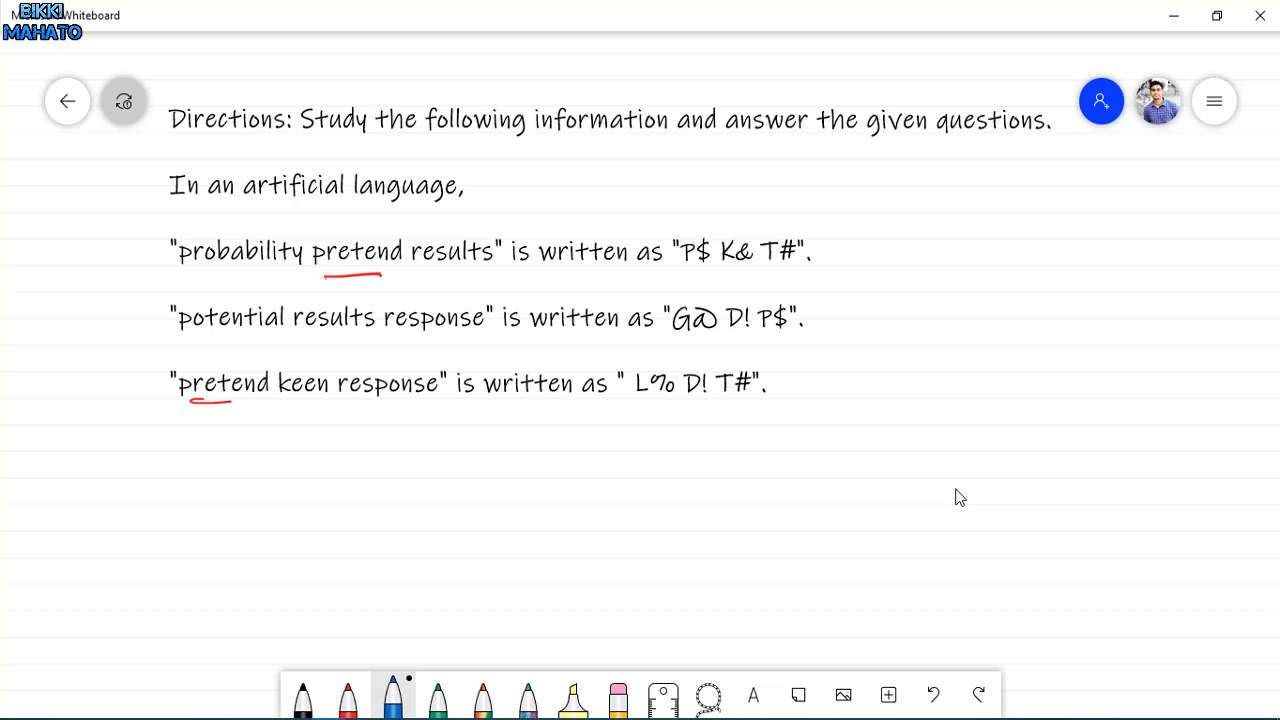 BIKKI
MAHATO
Whiteboard
Directions: Study the following information and answer the given questions.
In an artificial language,
"probability pretend results" is written as "P$ K& T#".
"potential results response" is written as "G@ D! P$".
"pretend keen response" is written as " L% D! T#".
A